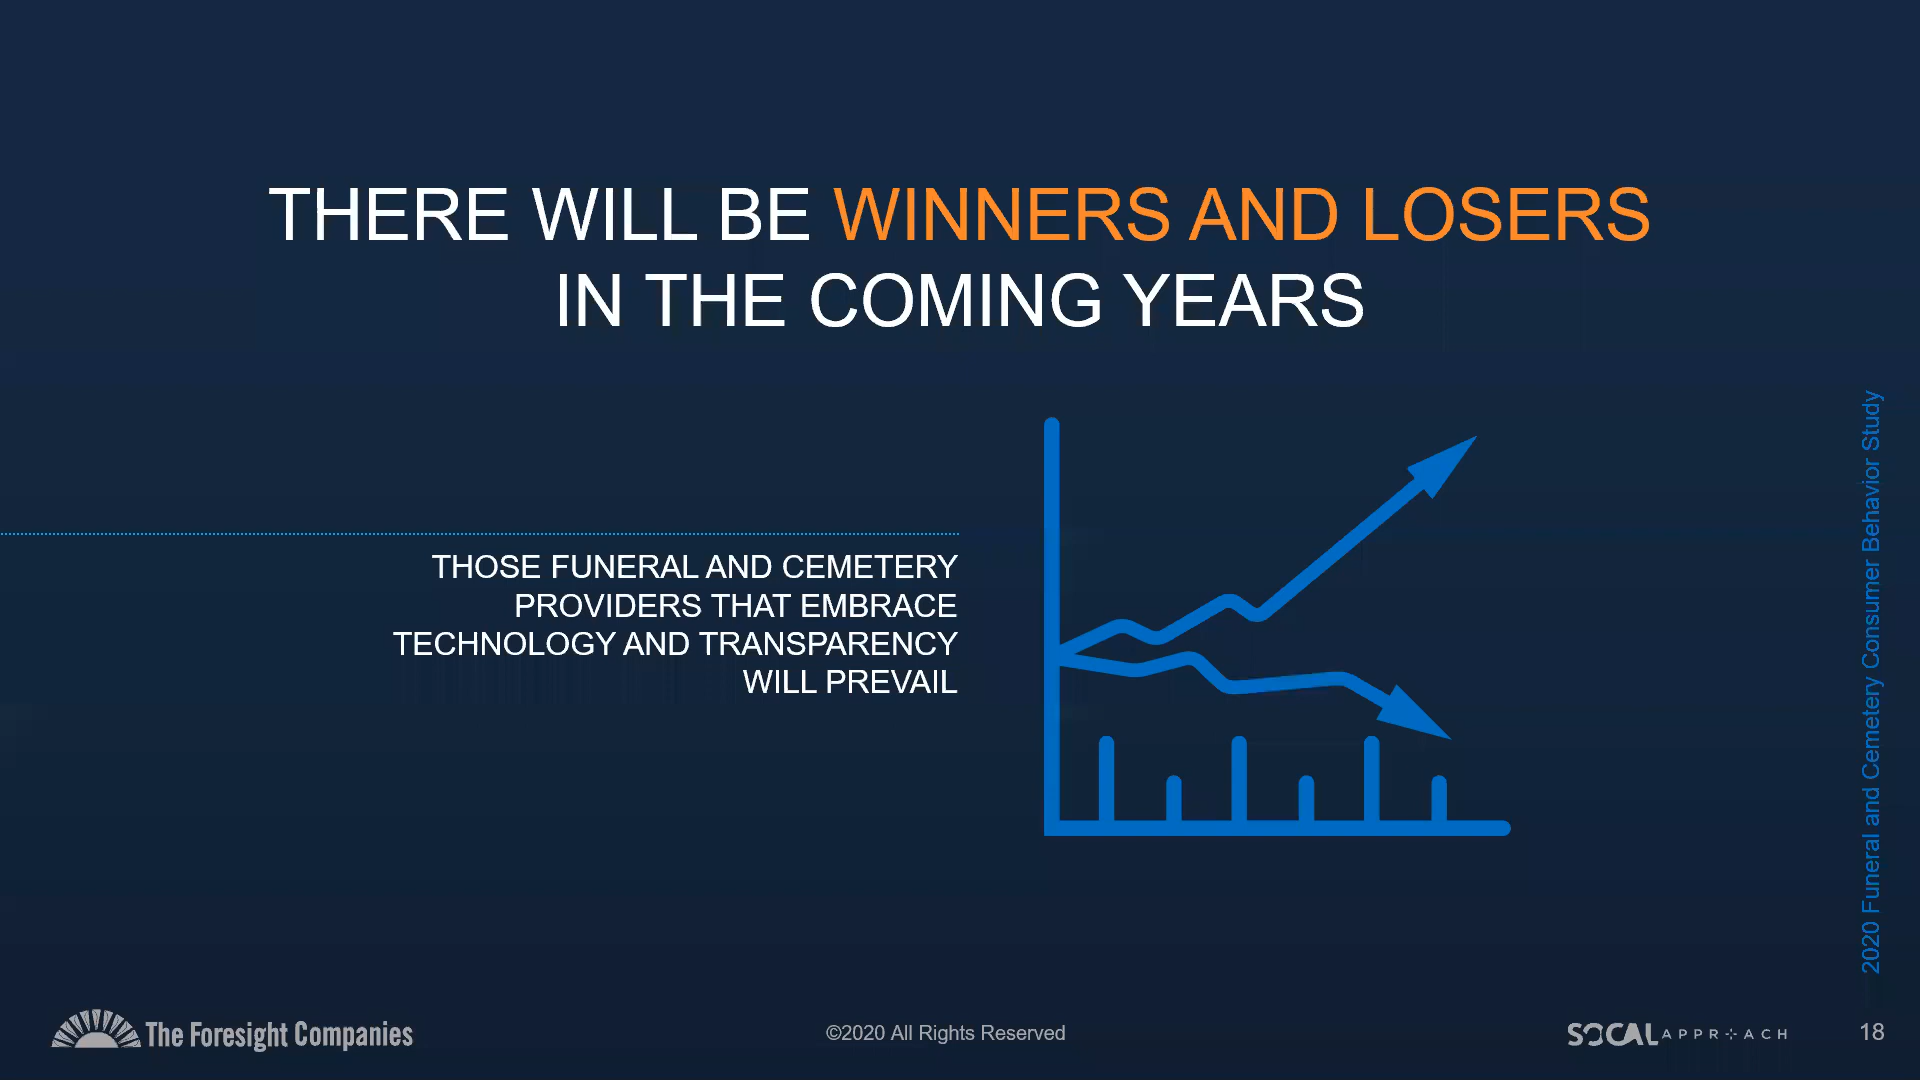 THERE WILL BE WINNERS AND LOSERS
IN THE COMING YEARS
THOSE FUNERAL AND CEMETERY
PROVIDERS THAT EMBRACE
TECHNOLOGY AND TRANSPARENCY
WILL PREVAIL
2020 Funeral and Cemetery Consumer Behavior Study
The Foresight Companies
©2020 All Rights Reserved
SOCAL APPROACH
18